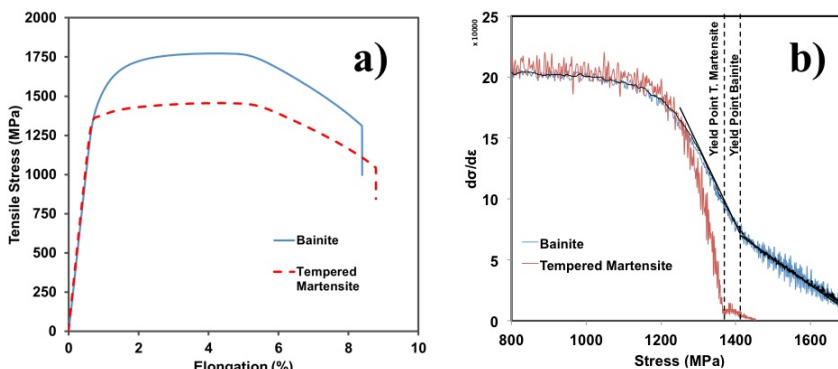 a)
2000
1750
1500
1250
1000
750
500
250
0
Tensile Stress (MPa)
Bainite
Tempered
Martensite
0 2 4 6 8 10
Elongation (%)
b)
x10000
25
20
15
10
5
0
dσ/dε
Yield Point T. Martensite
Yield Point Bainite
Bainite
Tempered Martensite
800 1000 1200 1400 1600
Stress (MPa)